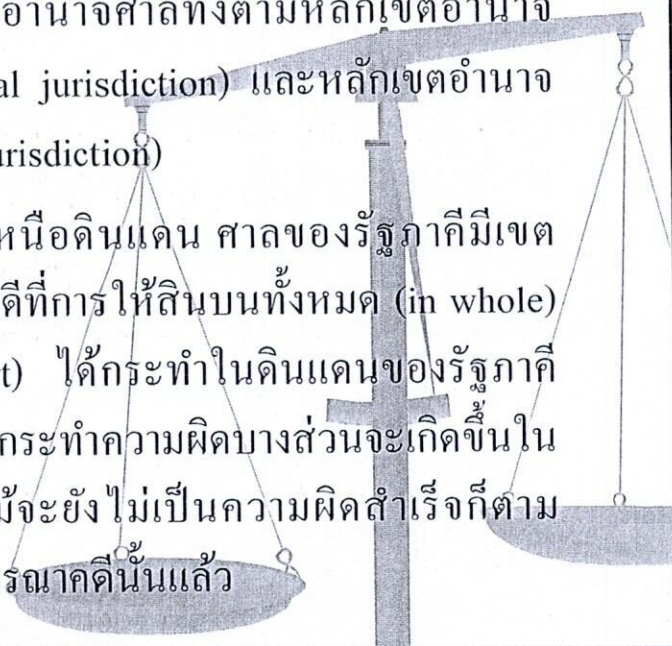 อำนาจศาลทั้งตามหลักเขตอำนาจ
al jurisdiction) และหลักเขตอำนาจ
urisdiction)
หนือดินแดน ศาลของรัฐภาคีมีเขต
ดีที่การให้สินบนทั้งหมด (in whole)
t) ได้กระทำในดินแดนของรัฐภาคี
กระทำความผิดบางส่วนจะเกิดขึ้นใน
ม้จะยังไม่เป็นความผิดสำเร็จก็ตาม
รณาคดีนั้นแล้ว